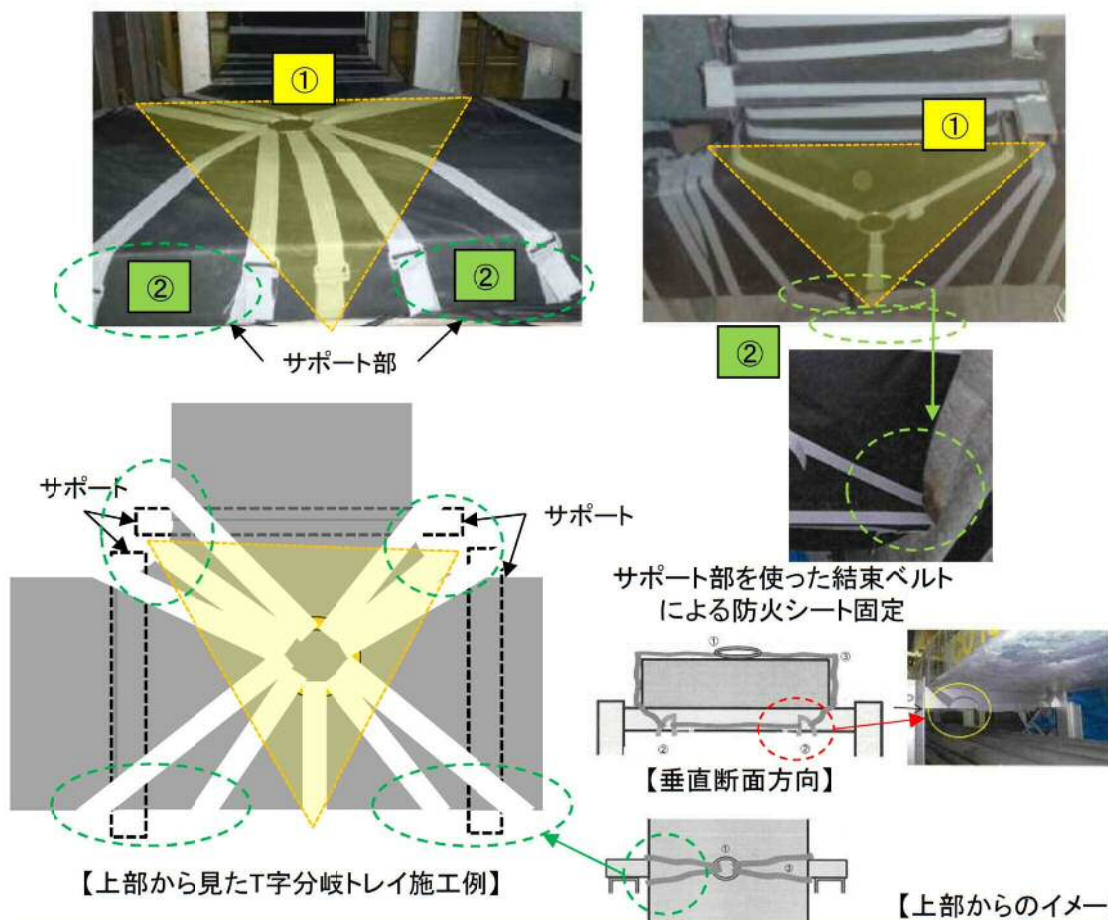 ①
①
②
②
サポート部
②
サポート
サポート
サポート部を使った結束ベルト
による防火シート固定
①
③
②
②
【垂直断面方向】
①
③
【上部から見たT字分岐トレイ施工例】
【上部からのイメー